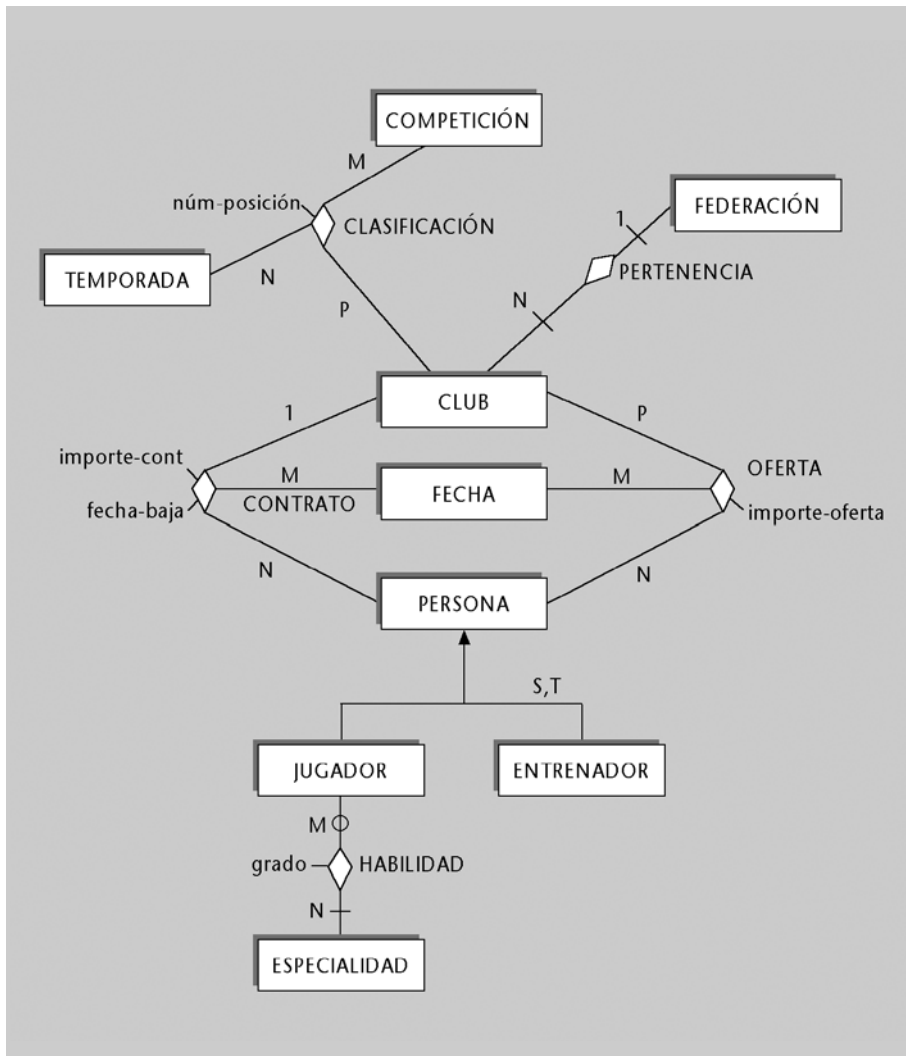 COMPETICIÓN
M
núm-posición
CLASIFICACIÓN
FEDERACIÓN
1
PERTENENCIA
TEMPORADA
N
N
P
CLUB
1
P
importe-cont
OFERTA
M
FECHA
M
CONTRATO
fecha-baja
importe-oferta
N
N
PERSONA
S,T
JUGADOR
ENTRENADOR
M
grado
HABILIDAD
N
ESPECIALIDAD